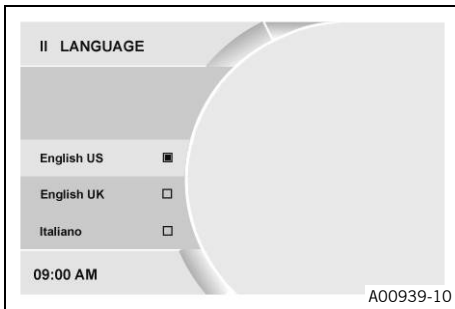 II LANGUAGE
English US
English UK
Italiano
09:00 AM
A00939-10